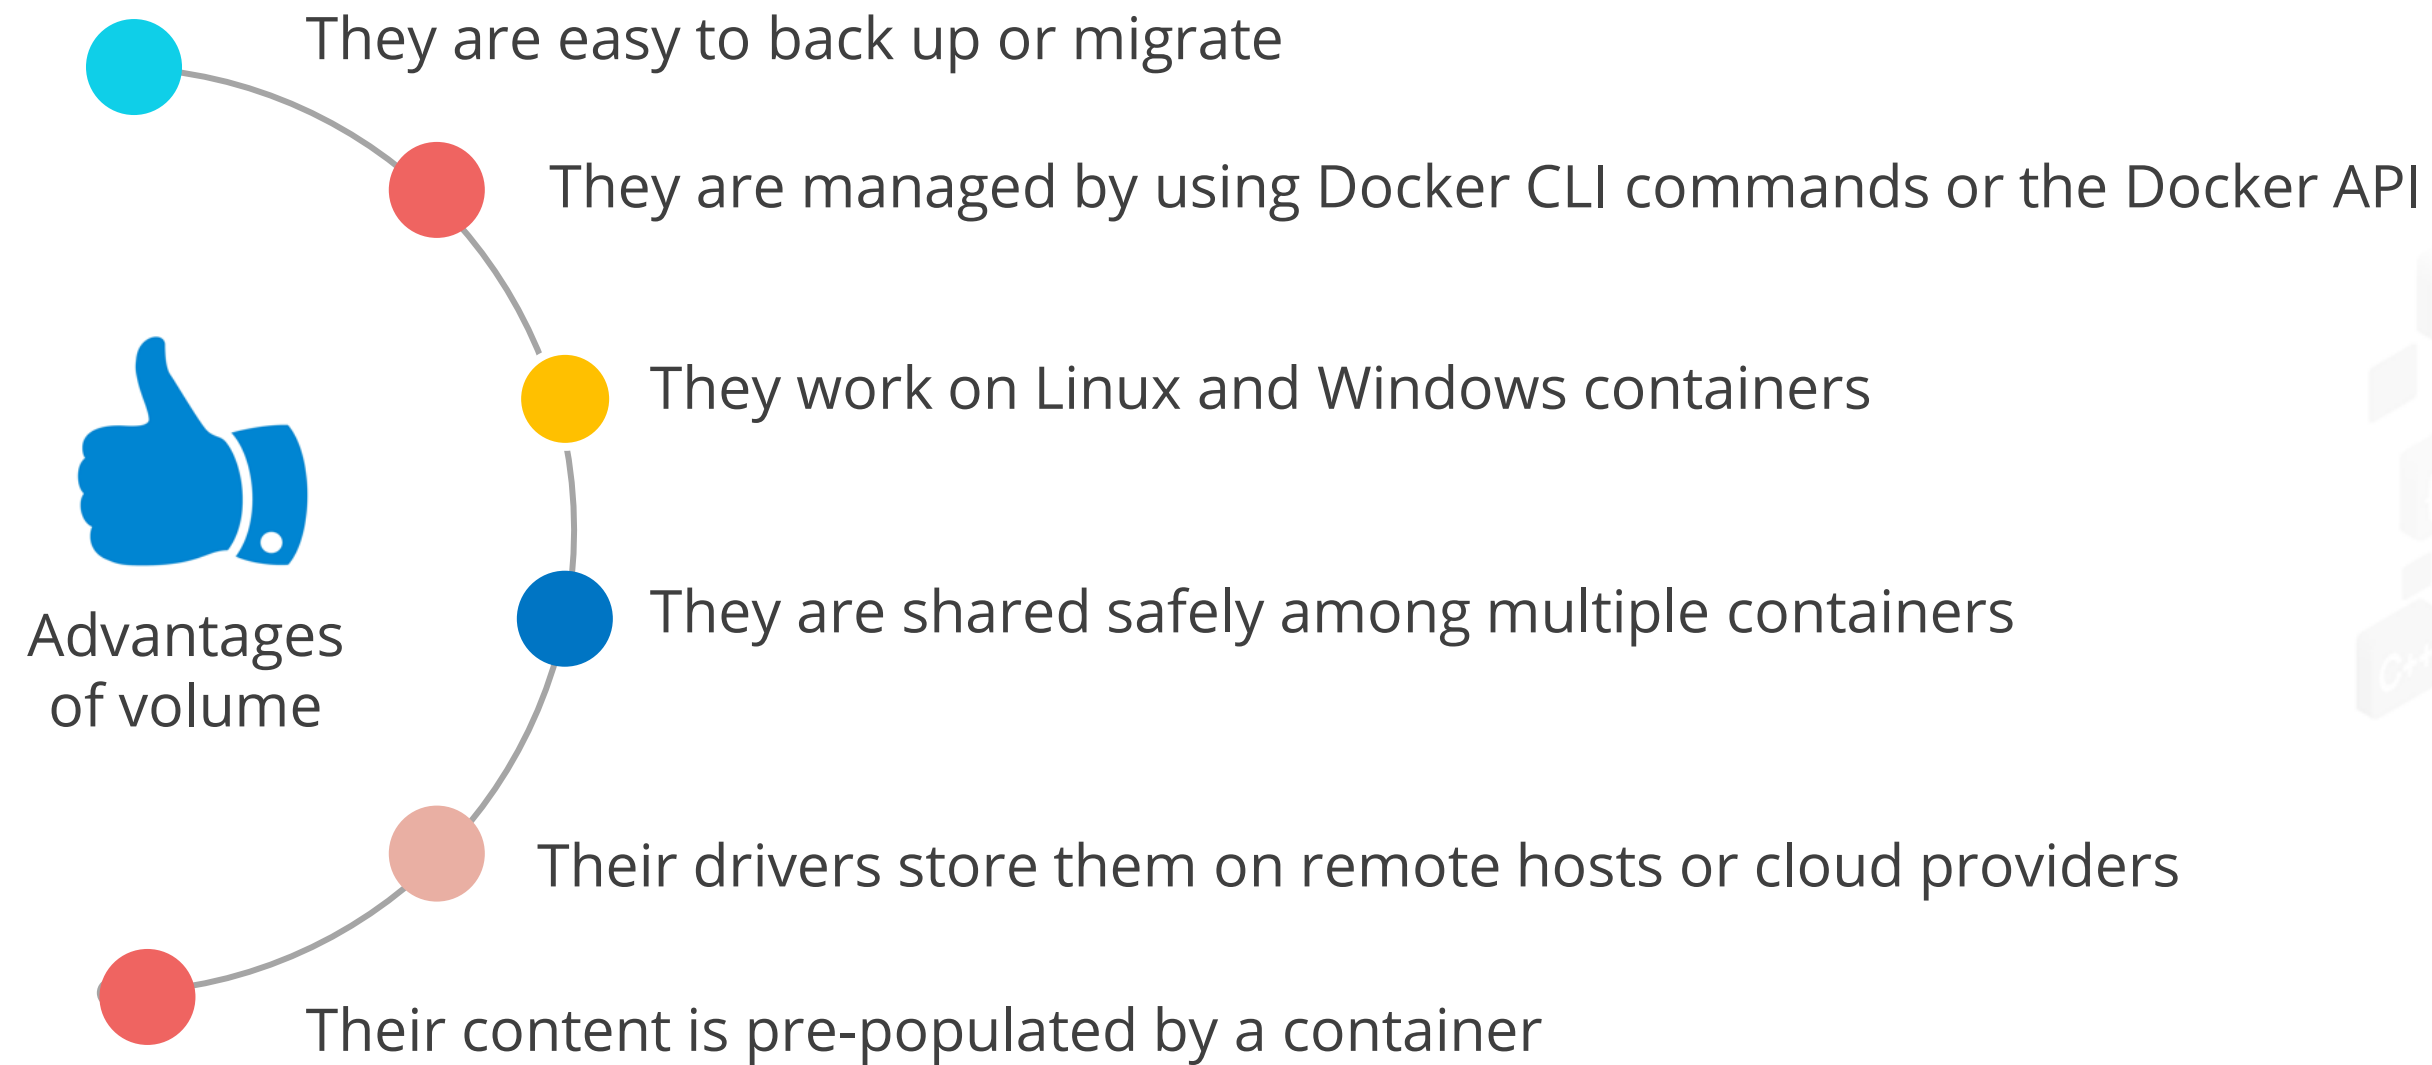 They are easy to back up or migrate
They are managed by using Docker CLI commands or the Docker API
They work on Linux and Windows containers
They are shared safely among multiple containers
Advantages
of volume
Their drivers store them on remote hosts or cloud providers
Their content is pre-populated by a container
C++